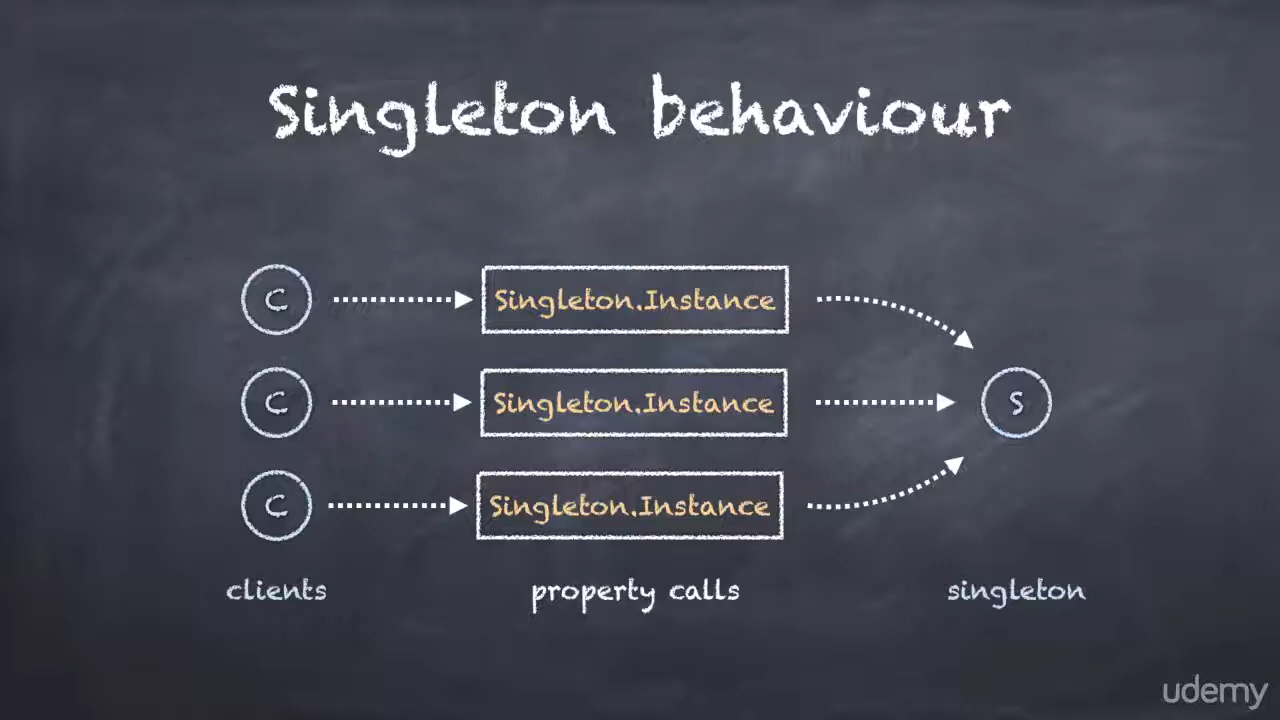 Singleton behaviour
C
Singleton.Instance
C
Singleton.Instance
S
C
Singleton.Instance
clients
property calls
singleton
udemy